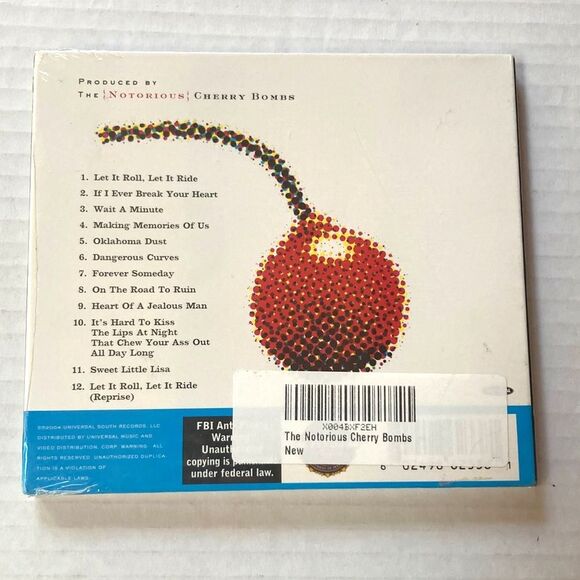 PRODUCED BY
THE {NOTORIOUS} CHERRY BOMBS
1. Let It Roll, Let It Ride
2. If I Ever Break Your Heart
3. Wait A Minute
4. Making Memories Of Us
5. Oklahoma Dust
6. Dangerous Curves
7. Forever Someday
8. On The Road To Ruin
9. Heart Of A Jealous Man
10. It's Hard To Kiss
The Lips At Night
That Chew Your Ass Out
All Day Long
11. Sweet Little Lisa
12. Let It Roll, Let It Ride
(Reprise)
℗©2004 UNIVERSAL SOUTH RECORDS, LLC
DISTRIBUTED BY UNIVERSAL MUSIC AND
VIDEO DISTRIBUTION, CORP. WARNING: ALL
RIGHTS RESERVED. UNAUTHORIZED DUPLICA-
TION IS A VIOLATION OF
APPLICABLE LAWS.
FBI
copying is
under federal law.
X004BXF2EH
The Notorious Cherry Bombs
New